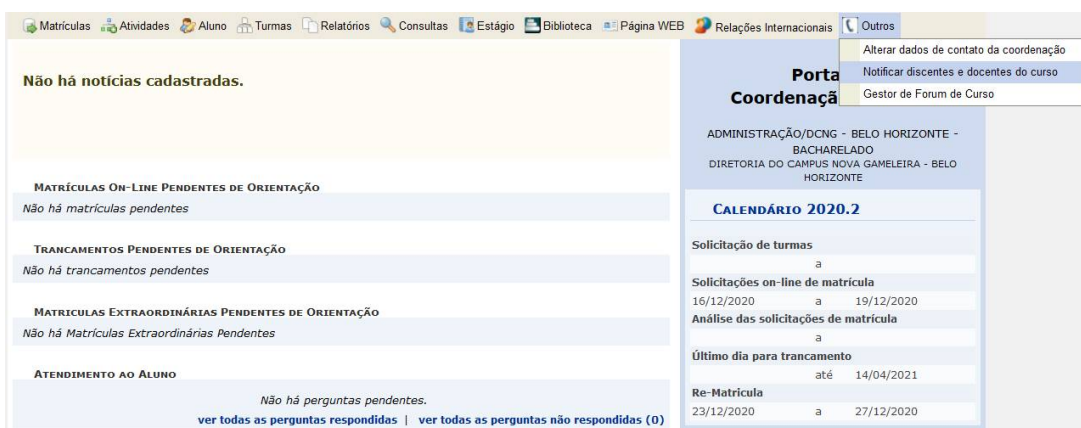 Matrículas Atividades Aluno Turmas Relatórios Consultas Estágio Biblioteca Página WEB Relações Internacionais Outros
Alterar dados de contato da coordenação
Notificar discentes e docentes do curso
Gestor de Forum de Curso
Não há notícias cadastradas.
MATRÍCULAS ON-LINE PENDENTES DE ORIENTAÇÃO
Não há matrículas pendentes
TRANCAMENTOS PENDENTES DE ORIENTAÇÃO
Não há trancamentos pendentes
MATRICULAS EXTRAORDINÁRIAS PENDENTES DE ORIENTAÇÃO
Não há Matrículas Extraordinárias Pendentes
ATENDIMENTO AO ALUNO
Não há perguntas pendentes.
ver todas as perguntas respondidas | ver todas as perguntas não respondidas (0)
Porta
Coordenaçã
ADMINISTRAÇÃO/DCNG - BELO HORIZONTE -
BACHARELADO
DIRETORIA DO CAMPUS NOVA GAMELEIRA - BELO
HORIZONTE
CALENDÁRIO 2020.2
Solicitação de turmas
a
Solicitações on-line de matrícula
16/12/2020 a 19/12/2020
Análise das solicitações de matrícula
a
Último dia para trancamento
até 14/04/2021
Re-Matricula
23/12/2020 a 27/12/2020